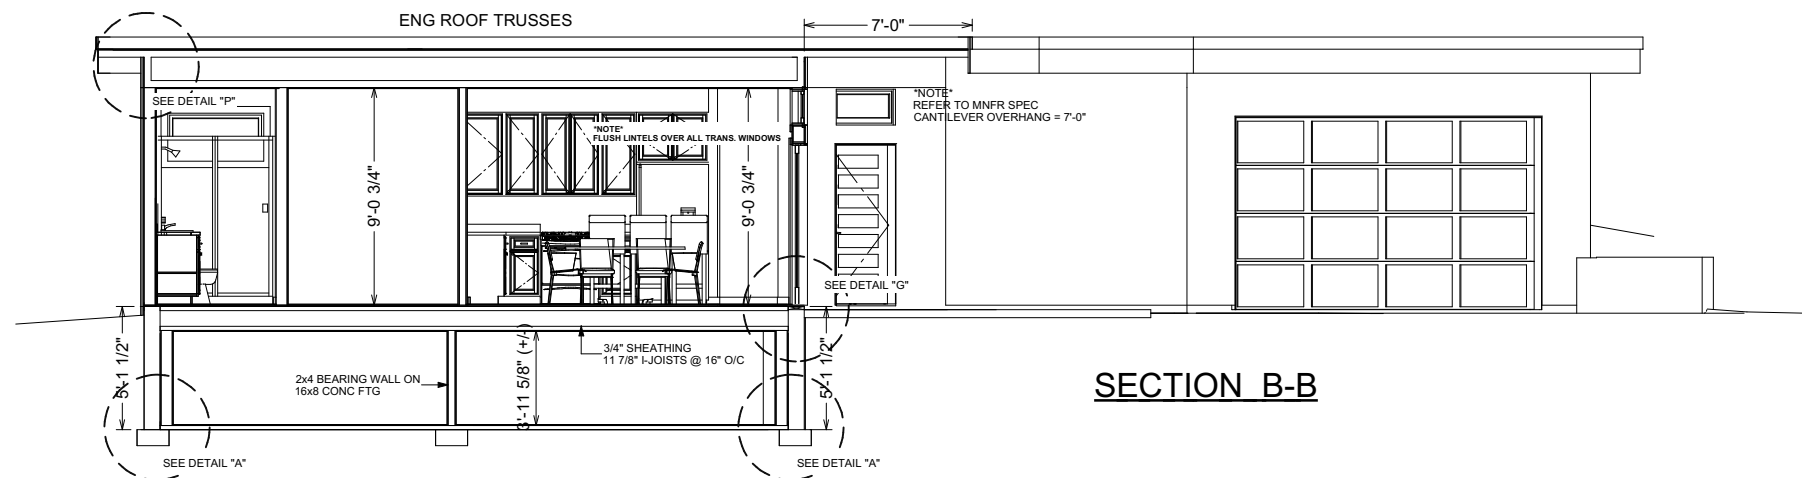 ENG ROOF TRUSSES
7'-0"
SEE DETAIL "P"
*NOTE*
REFER TO MNFR SPEC
CANTILEVER OVERHANG = 7'-0"
*NOTE*
FLUSH LINTELS OVER ALL TRANS. WINDOWS
9'-0 3/4"
9'-0 3/4"
SEE DETAIL "G"
5'-1 1/2"
3'-11 5/8" (+/-)
3/4" SHEATHING
11 7/8" I-JOISTS @ 16" O/C
5'-1 1/2"
2x4 BEARING WALL ON
16x8 CONC FTG
SECTION B-B
SEE DETAIL "A"
SEE DETAIL "A"